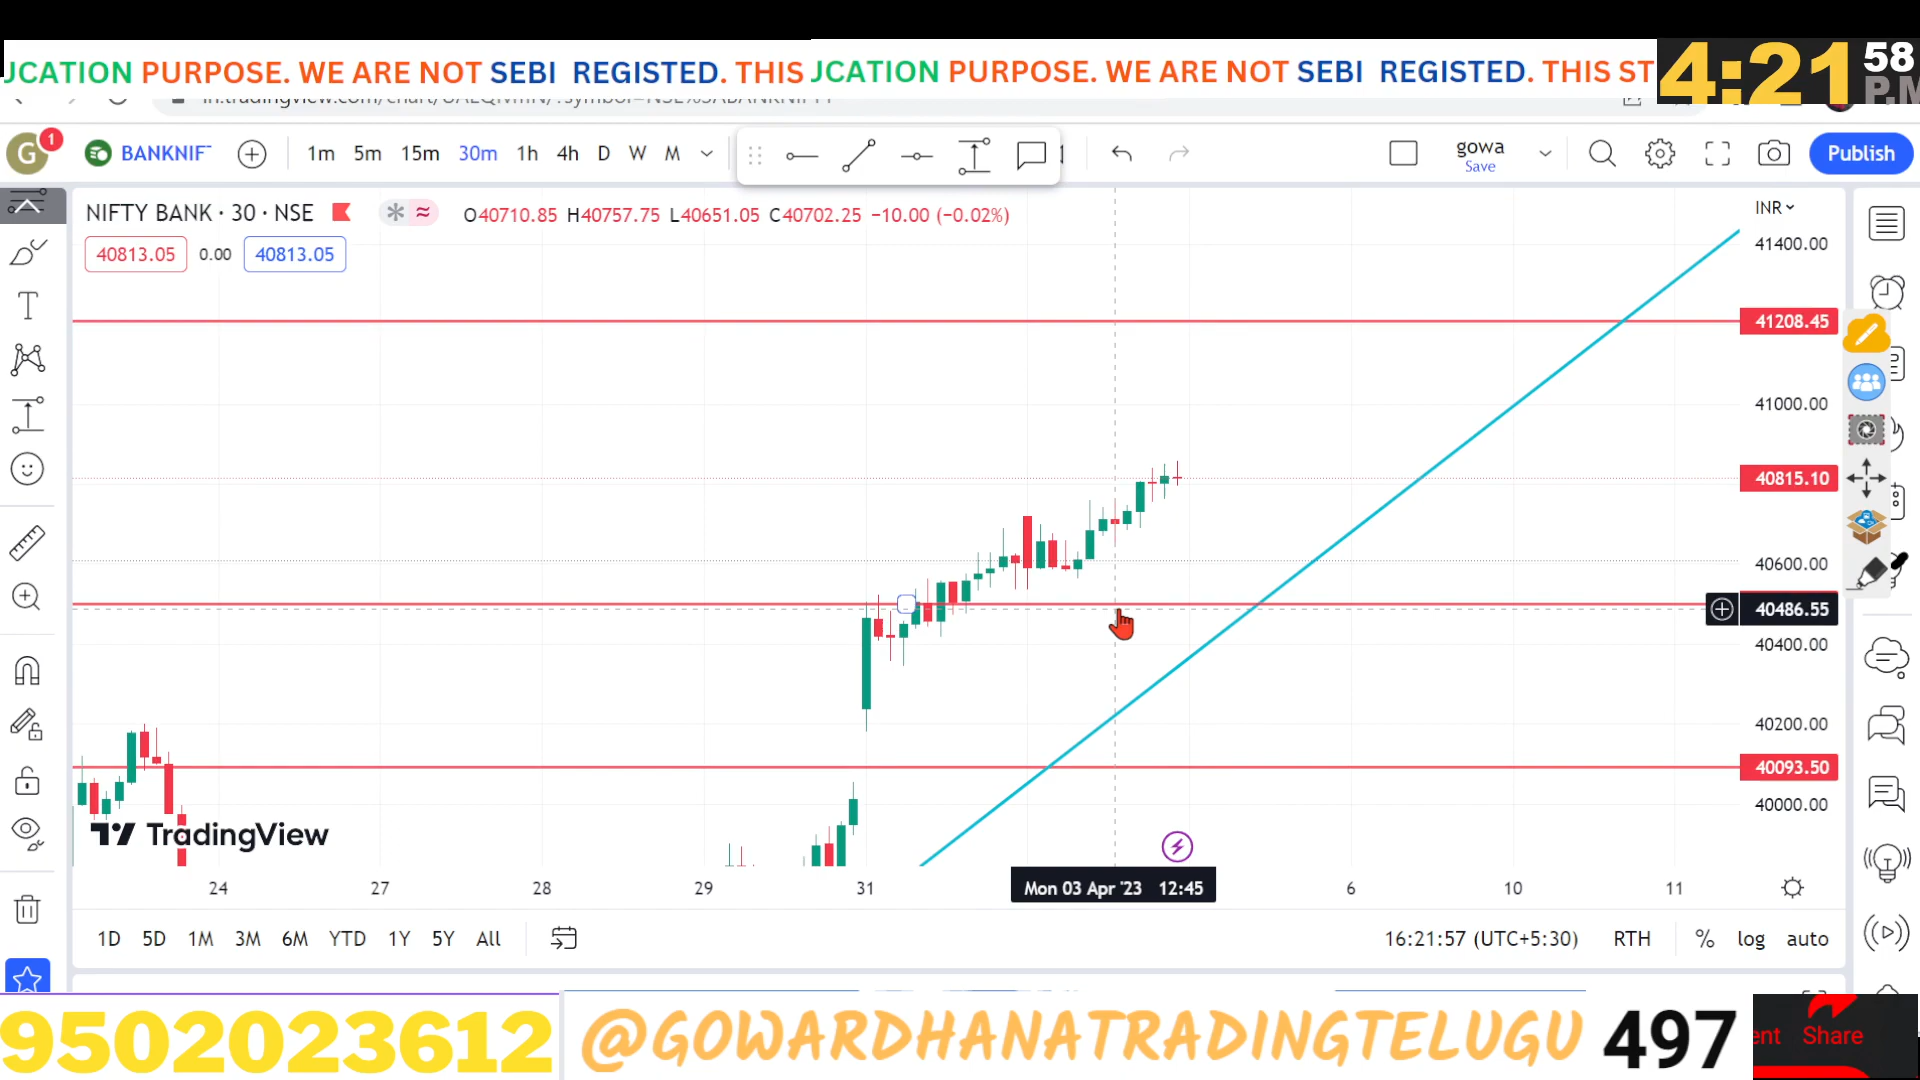 JCATION PURPOSE. WE ARE NOT SEBI REGISTED. THIS JCATION PURPOSE. WE ARE NOT SEBI REGISTED. THIS ST
4:21 58 P.M
G 1 BANKNIF 1m 5m 15m 30m 1h 4h D W M gowa Save Publish
NIFTY BANK · 30 · NSE O40710.85 H40757.75 L40651.05 C40702.25 −10.00 (−0.02%) INR
40813.05 0.00 40813.05
41400.00
41208.45
41000.00
40815.10
40600.00
40486.55
40400.00
40200.00
40093.50
40000.00
TradingView
24 27 28 29 31 Mon 03 Apr '23 12:45 6 10 11
1D 5D 1M 3M 6M YTD 1Y 5Y All 16:21:57 (UTC+5:30) RTH % log auto
9502023612 @GOWARDHANATRADINGTELUGU 497 ent Share